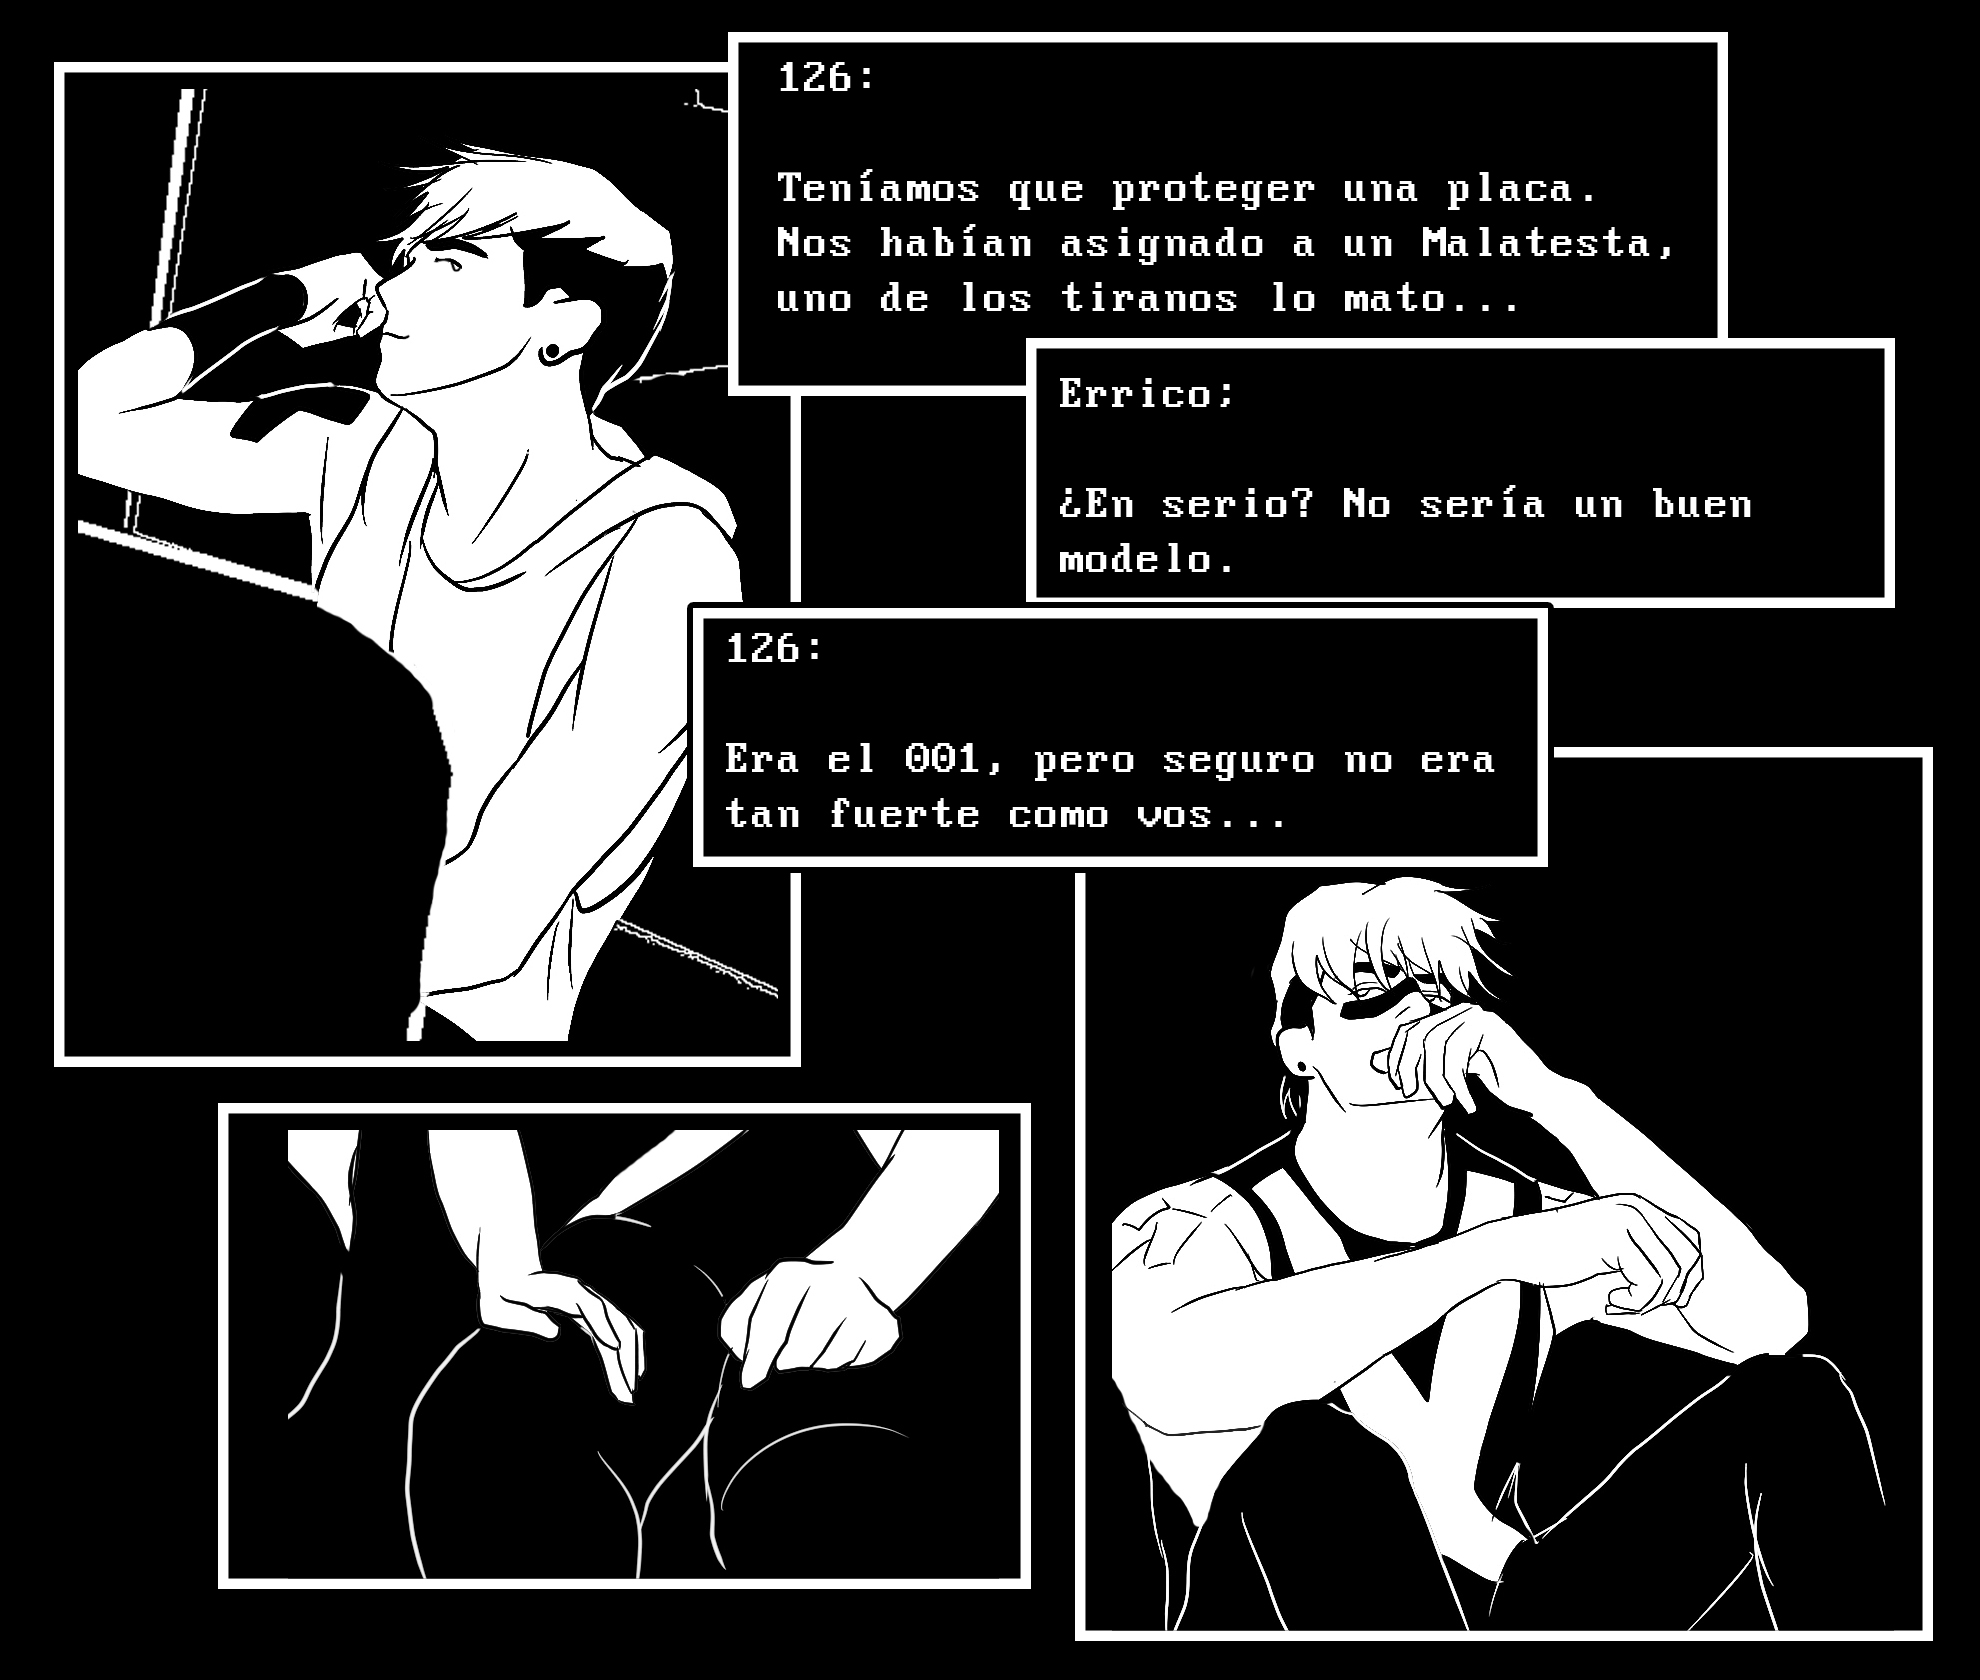 126:
Teníamos que proteger una placa.
Nos habían asignado a un Malatesta,
uno de los tiranos lo mato...
Errico;
¿En serio? No sería un buen
modelo.
126:
Era el 001, pero seguro no era
tan fuerte como vos...